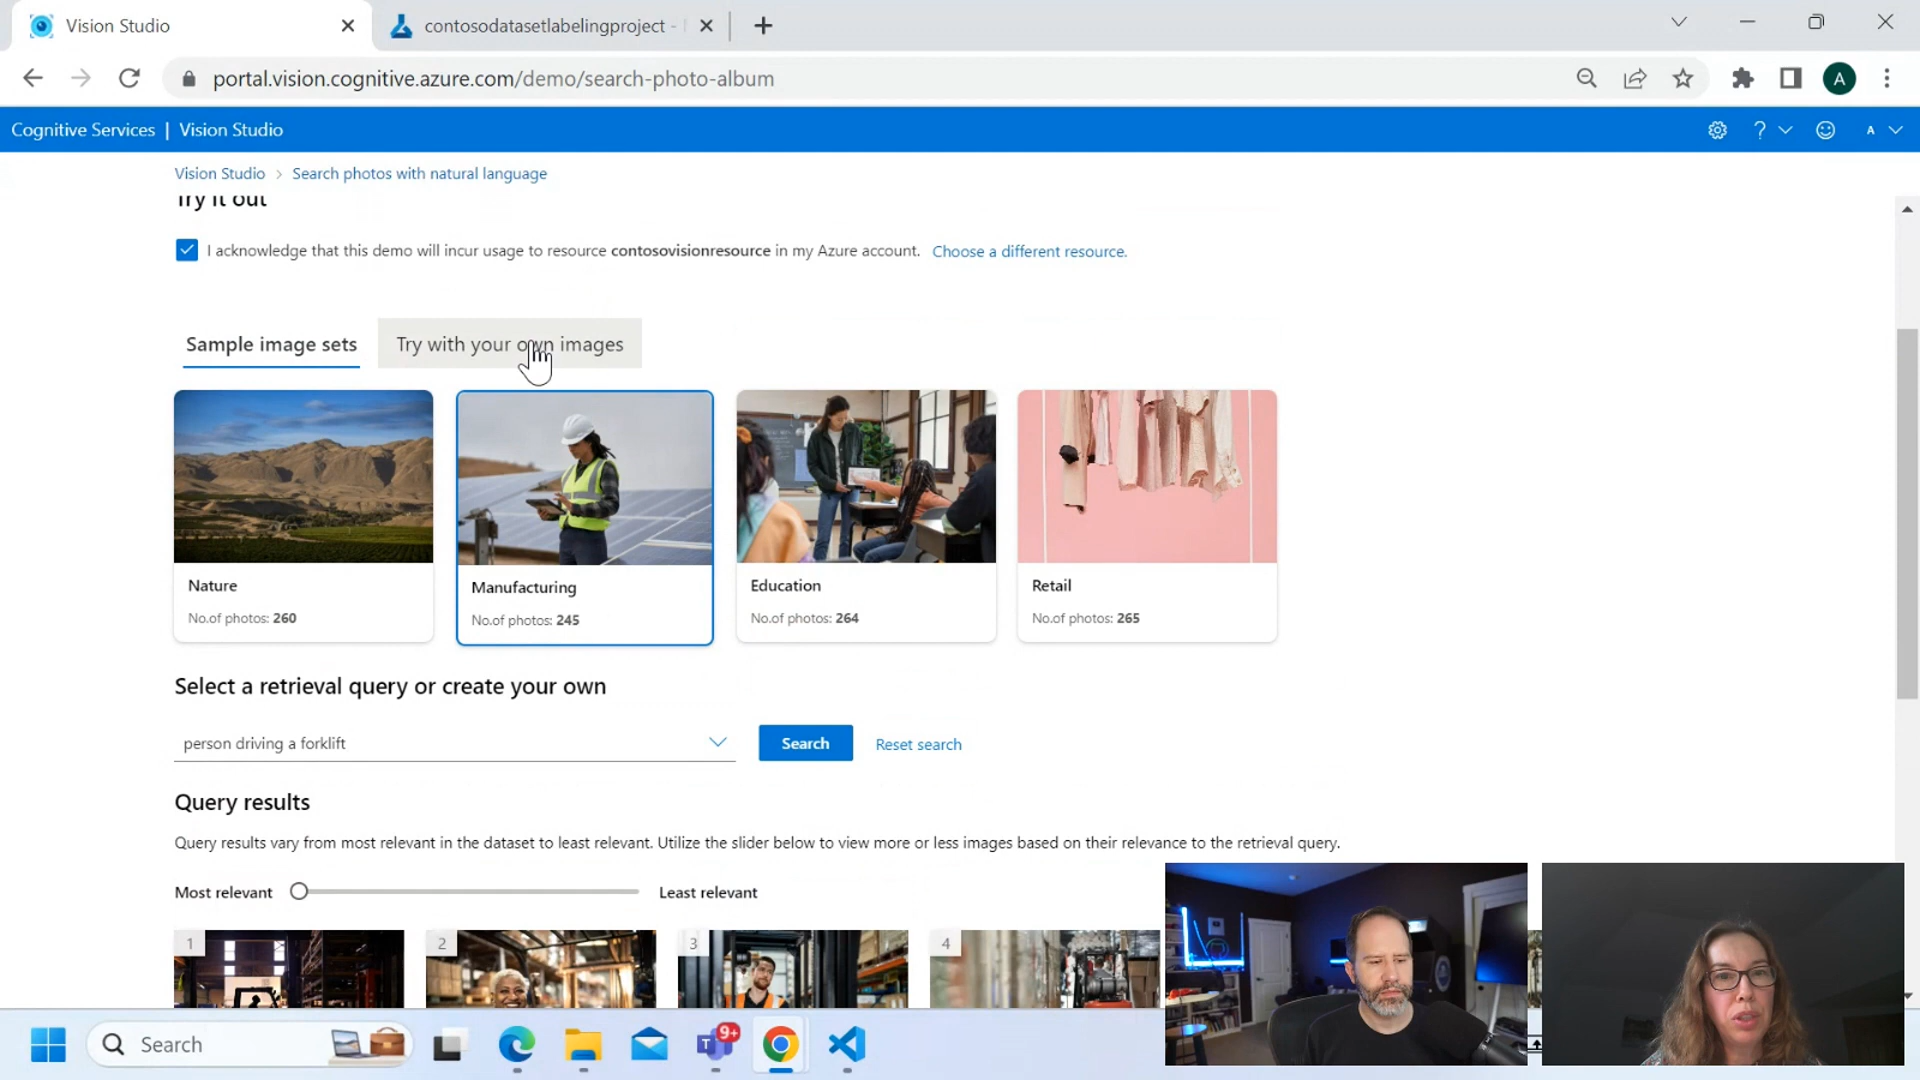 Vision Studio
contosodatasetlabelingproject -
portal.vision.cognitive.azure.com/demo/search-photo-album
A
Cognitive Services | Vision Studio
?
A
Vision Studio > Search photos with natural language
Try it out
I acknowledge that this demo will incur usage to resource contosovisionresource in my Azure account. Choose a different resource.
Sample image sets
Try with your own images
Nature
No.of photos: 260
Manufacturing
No.of photos: 245
Education
No.of photos: 264
Retail
No.of photos: 265
Select a retrieval query or create your own
person driving a forklift
Search
Reset search
Query results
Query results vary from most relevant in the dataset to least relevant. Utilize the slider below to view more or less images based on their relevance to the retrieval query.
Most relevant
Least relevant
1
2
3
4
Search
9+